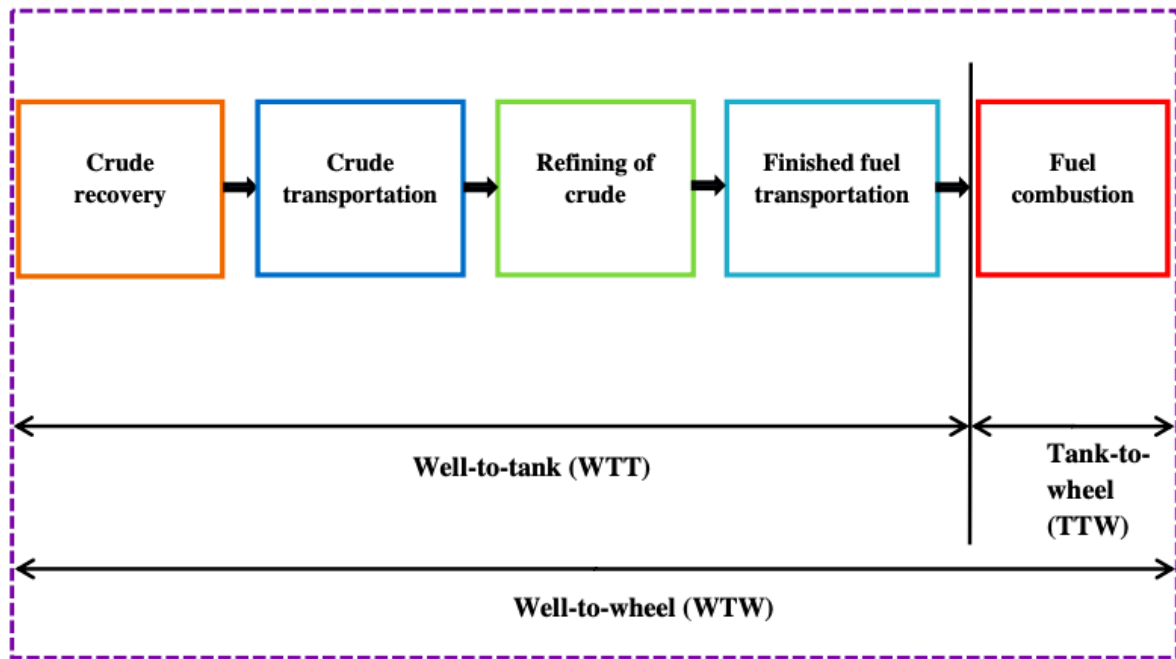 Crude
recovery
Crude
transportation
Refining of
crude
Finished fuel
transportation
Fuel
combustion
Well-to-tank (WTT)
Tank-to-
wheel
(TTW)
Well-to-wheel (WTW)